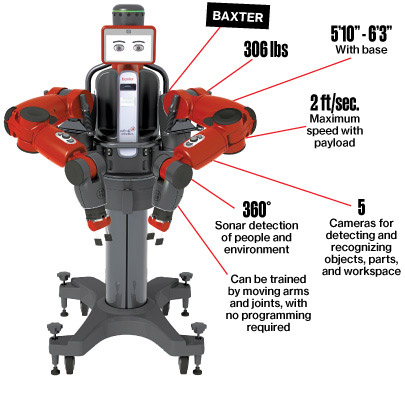 BAXTER
306 lbs
5'10" - 6'3"
With base
2 ft/sec.
Maximum
speed with
payload
360°
Sonar detection
of people and
environment
5
Cameras for
detecting and
recognizing
objects, parts,
and workspace
Can be trained
by moving arms
and joints, with
no programming
required